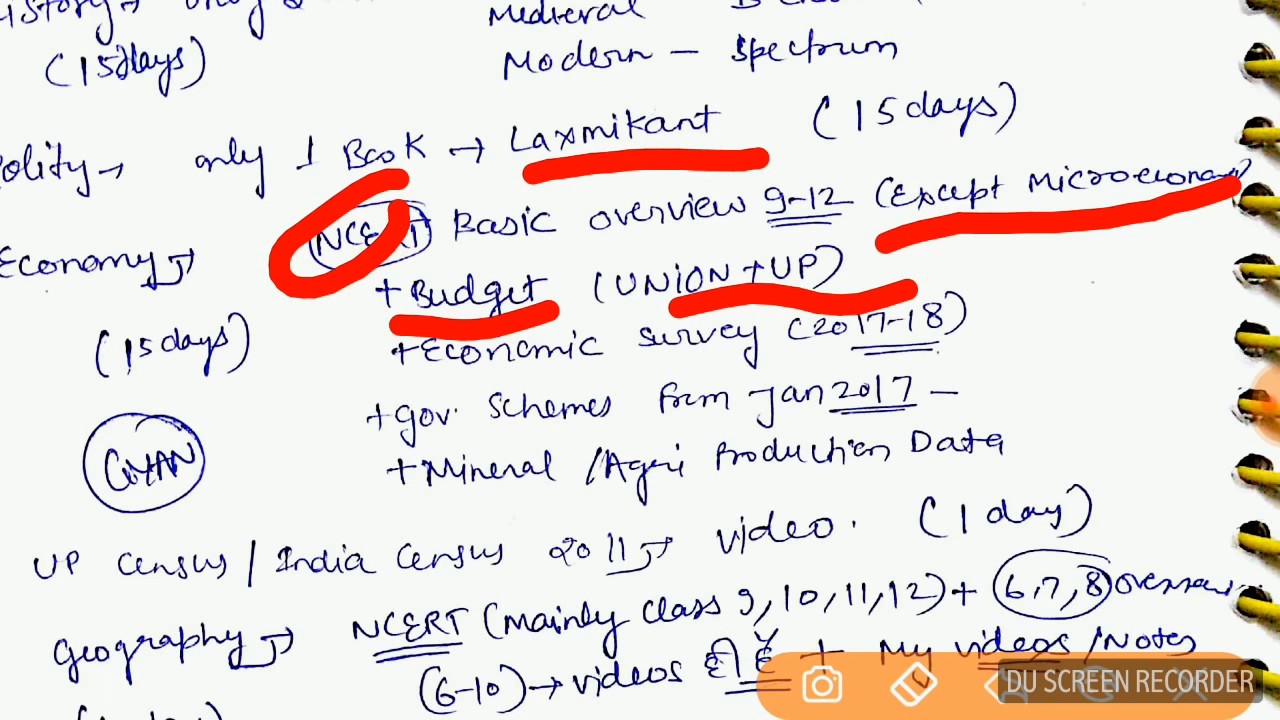 (15days)
Medieval
Modern – Spectrum
Polity → only 1 Book → Laxmikant (15days)
Economy → NCERT Basic overview 9-12 (Except Microeconomy)
+ Budget (UNION + UP)
(15days) + Economic survey (2017-18)
+ Gov. Schemes from Jan 2017 –
GYAN
+ Mineral / Agri Production Data
UP Census / India Census 2011 → video. (1 day)
Geography → NCERT (Mainly Class 9,10,11,12) + (6,7,8)
(6-10) → videos + My videos / Notes
DU SCREEN RECORDER